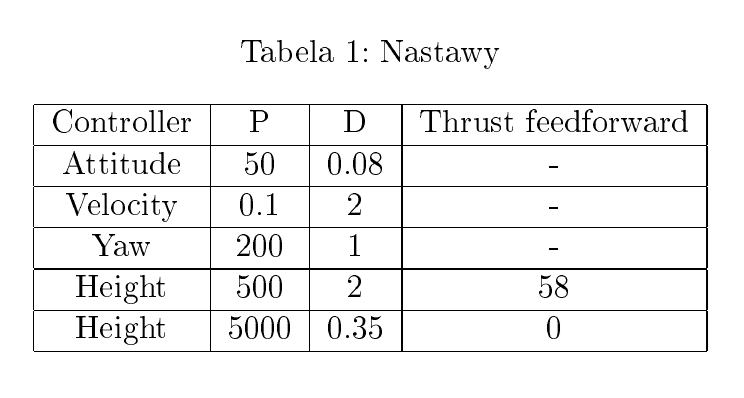 Tabela 1: Nastawy
Controller P D Thrust feedforward
Attitude 50 0.08 -
Velocity 0.1 2 -
Yaw 200 1 -
Height 500 2 58
Height 5000 0.35 0